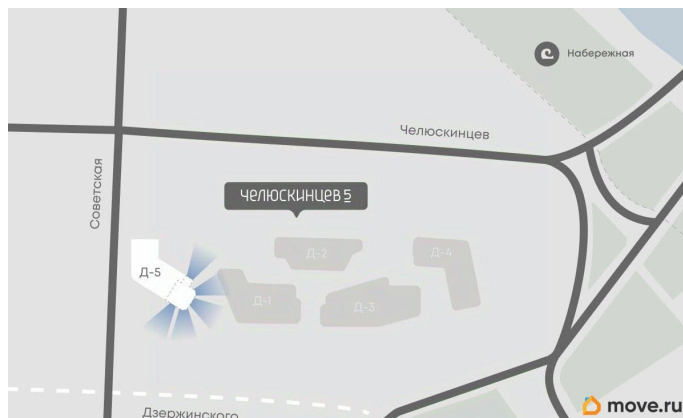 Набережная
Челюскинцев
Советская
челюскинцев 5
Д-2
Д-4
Д-5
Д-1
Д-3
Дзержинского
move.ru